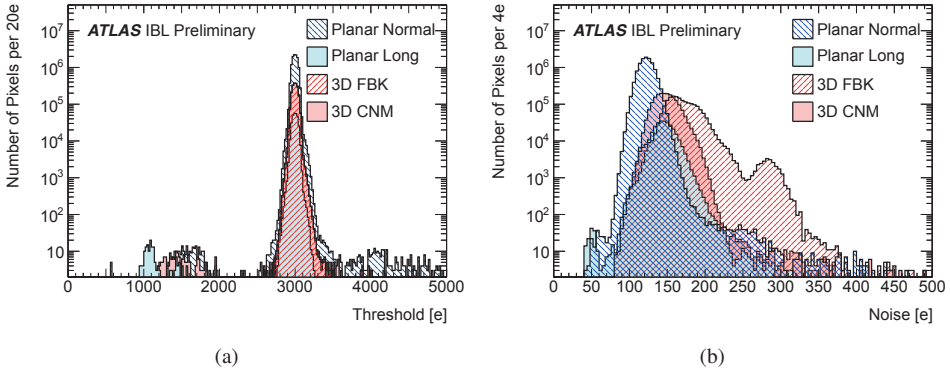 Number of Pixels per 20e
10⁷
10⁶
10⁵
10⁴
10³
10²
10
ATLAS IBL Preliminary
Planar Normal
Planar Long
3D FBK
3D CNM
0 1000 2000 3000 4000 5000
Threshold [e]
(a)
Number of Pixels per 4e
10⁷
10⁶
10⁵
10⁴
10³
10²
10
ATLAS IBL Preliminary
Planar Normal
Planar Long
3D FBK
3D CNM
0 50 100 150 200 250 300 350 400 450 500
Noise [e]
(b)